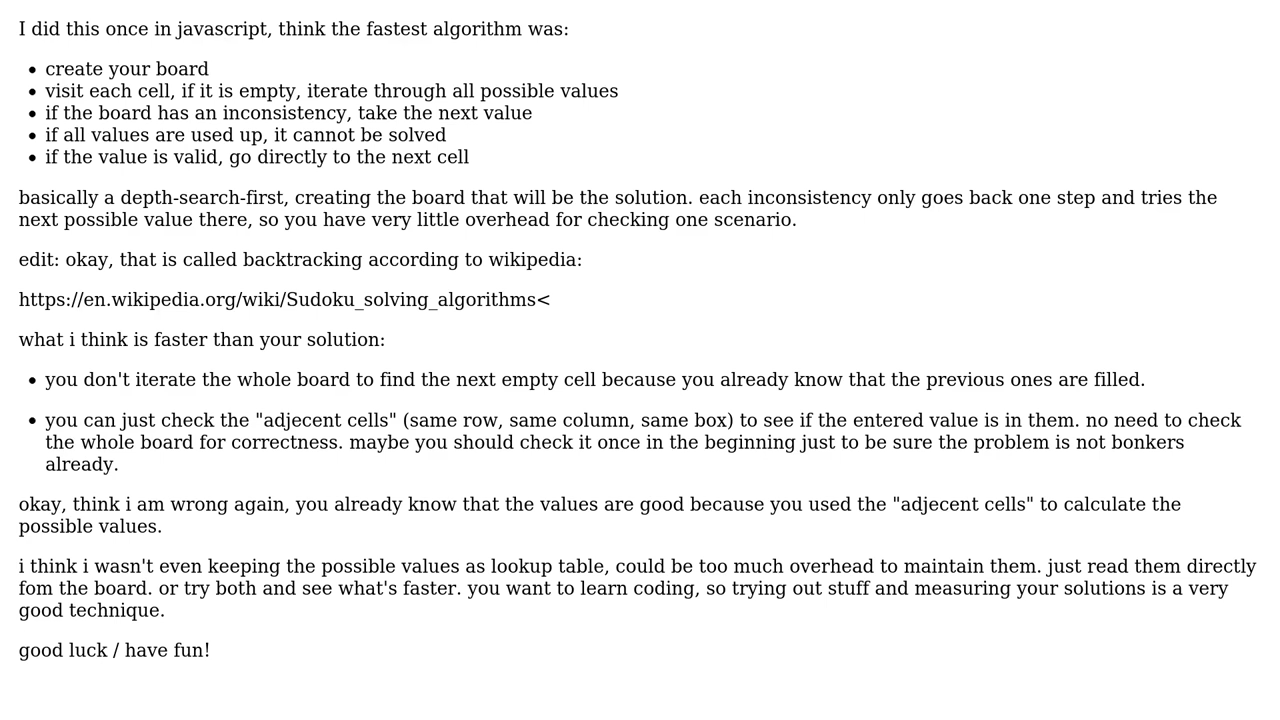 I did this once in javascript, think the fastest algorithm was:
• create your board
• visit each cell, if it is empty, iterate through all possible values
• if the board has an inconsistency, take the next value
• if all values are used up, it cannot be solved
• if the value is valid, go directly to the next cell
basically a depth-search-first, creating the board that will be the solution. each inconsistency only goes back one step and tries the
next possible value there, so you have very little overhead for checking one scenario.
edit: okay, that is called backtracking according to wikipedia:
https://en.wikipedia.org/wiki/Sudoku_solving_algorithms<
what i think is faster than your solution:
• you don't iterate the whole board to find the next empty cell because you already know that the previous ones are filled.
• you can just check the "adjecent cells" (same row, same column, same box) to see if the entered value is in them. no need to check
the whole board for correctness. maybe you should check it once in the beginning just to be sure the problem is not bonkers
already.
okay, think i am wrong again, you already know that the values are good because you used the "adjecent cells" to calculate the
possible values.
i think i wasn't even keeping the possible values as lookup table, could be too much overhead to maintain them. just read them directly
fom the board. or try both and see what's faster. you want to learn coding, so trying out stuff and measuring your solutions is a very
good technique.
good luck / have fun!